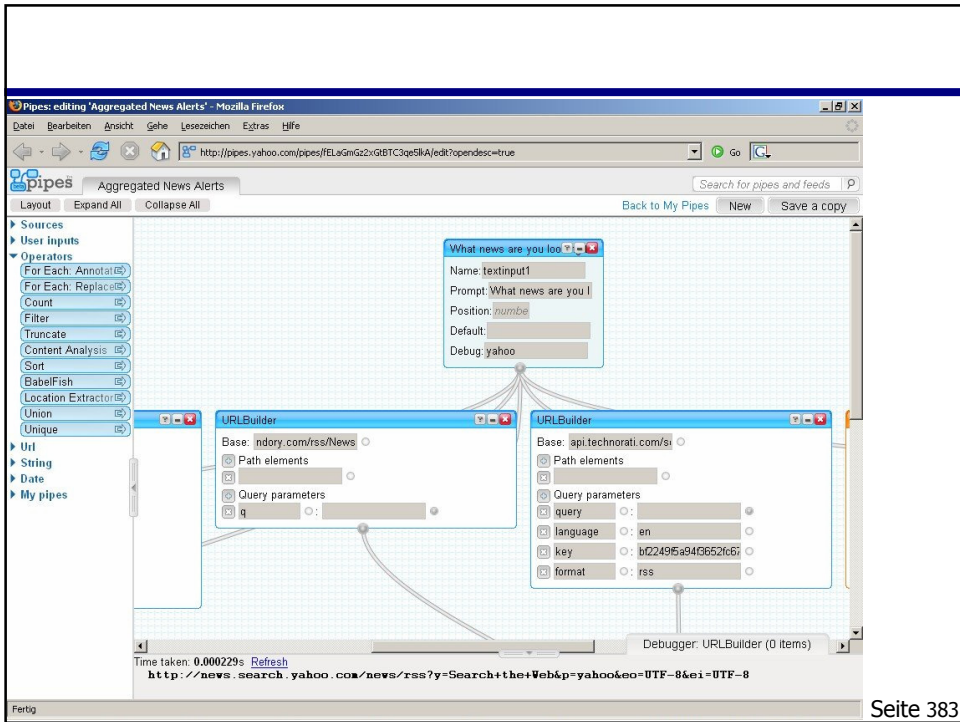 Pipes: editing 'Aggregated News Alerts' - Mozilla Firefox
Datei Bearbeiten Ansicht Gehe Lesezeichen Extras Hilfe
http://pipes.yahoo.com/pipes/fELaGmGz2xGtBTC3qe5lkA/edit?opendesc=true Go
pipes Aggregated News Alerts Search for pipes and feeds
Layout Expand All Collapse All Back to My Pipes New Save a copy
Sources
User inputs
Operators
For Each: Annotat
For Each: Replace
Count
Filter
Truncate
Content Analysis
Sort
BabelFish
Location Extractor
Union
Unique
Url
String
Date
My pipes
What news are you loo
Name: textinput1
Prompt: What news are you l
Position: numbe
Default:
Debug: yahoo
URLBuilder
Base: ndory.com/rss/News
Path elements
Query parameters
q :
URLBuilder
Base: api.technorati.com/se
Path elements
Query parameters
query :
language : en
key : bf2249f5a94f3652fc67
format : rss
Debugger: URLBuilder (0 items)
Time taken: 0.000229s Refresh
http://news.search.yahoo.com/news/rss?y=Search+the+Web&p=yahoo&eo=UTF-8&ei=UTF-8
Fertig
Seite 383